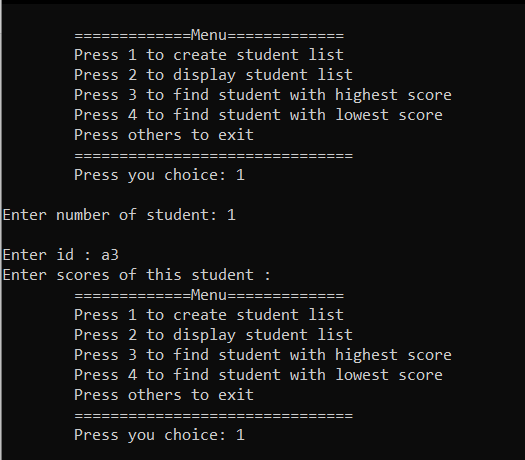 =============Menu=============
Press 1 to create student list
Press 2 to display student list
Press 3 to find student with highest score
Press 4 to find student with lowest score
Press others to exit
===============================
Press you choice: 1
Enter number of student: 1
Enter id : a3
Enter scores of this student :
=============Menu=============
Press 1 to create student list
Press 2 to display student list
Press 3 to find student with highest score
Press 4 to find student with lowest score
Press others to exit
===============================
Press you choice: 1